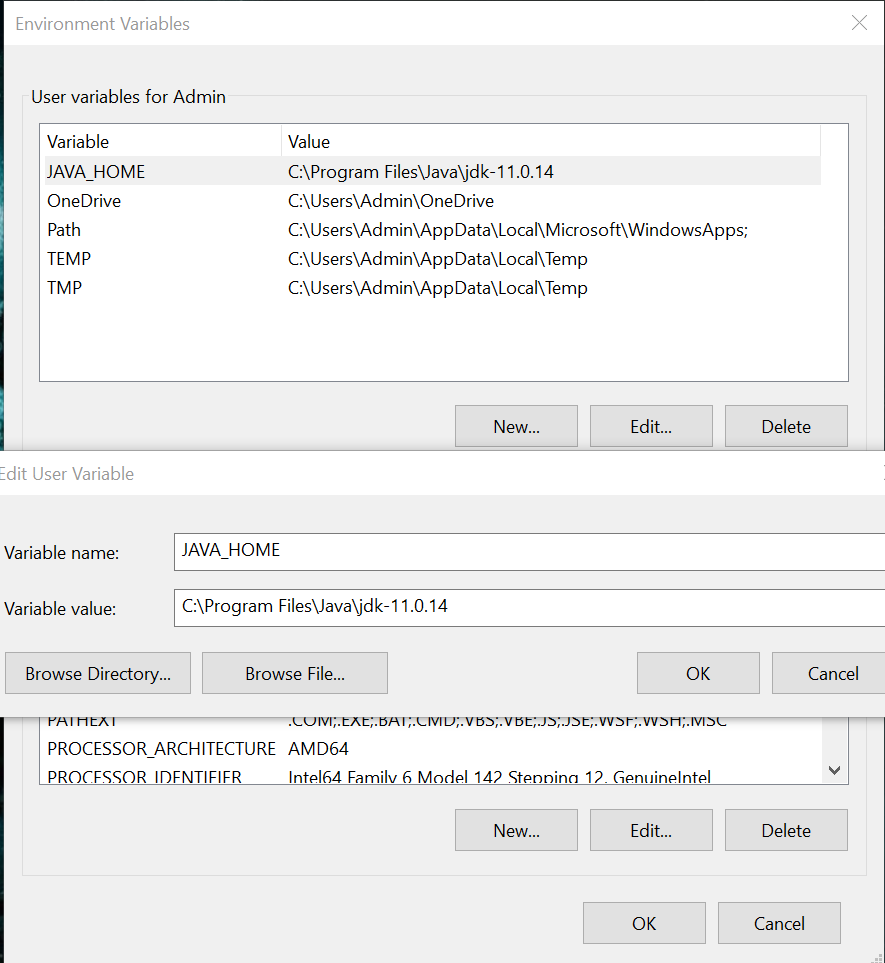 Environment Variables
User variables for Admin
Variable Value
JAVA_HOME C:\Program Files\Java\jdk-11.0.14
OneDrive C:\Users\Admin\OneDrive
Path C:\Users\Admin\AppData\Local\Microsoft\WindowsApps;
TEMP C:\Users\Admin\AppData\Local\Temp
TMP C:\Users\Admin\AppData\Local\Temp
New... Edit... Delete
Edit User Variable
Variable name: JAVA_HOME
Variable value: C:\Program Files\Java\jdk-11.0.14
Browse Directory... Browse File... OK Cancel
PATHEXT .COM;.EXE;.BAT;.CMD;.VBS;.VBE;.JS;.JSE;.WSF;.WSH;.MSC
PROCESSOR_ARCHITECTURE AMD64
PROCESSOR_IDENTIFIER Intel64 Family 6 Model 142 Stepping 12, GenuineIntel
New... Edit... Delete
OK Cancel